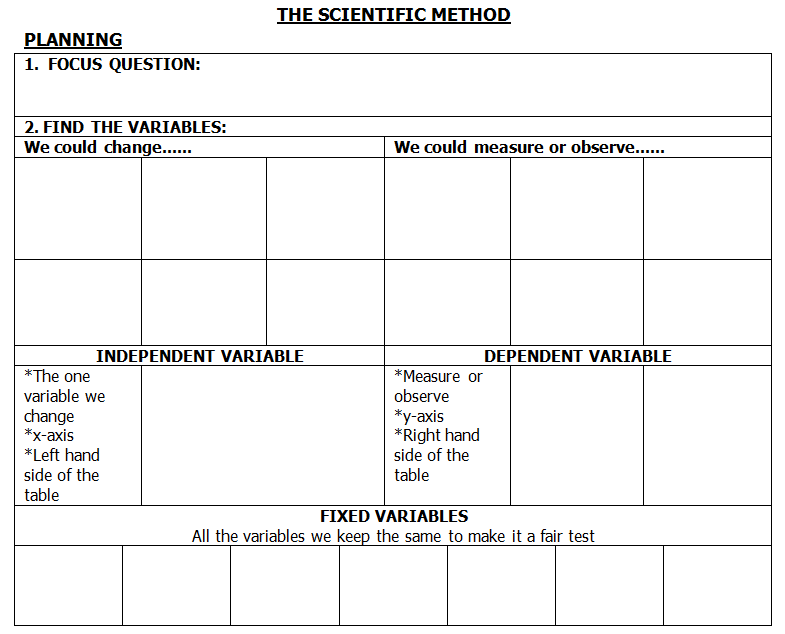 THE SCIENTIFIC METHOD
PLANNING
1. FOCUS QUESTION:
2. FIND THE VARIABLES:
We could change......
We could measure or observe......
INDEPENDENT VARIABLE
DEPENDENT VARIABLE
*The one
variable we
change
*x-axis
*Left hand
side of the
table
*Measure or
observe
*y-axis
*Right hand
side of the
table
FIXED VARIABLES
All the variables we keep the same to make it a fair test